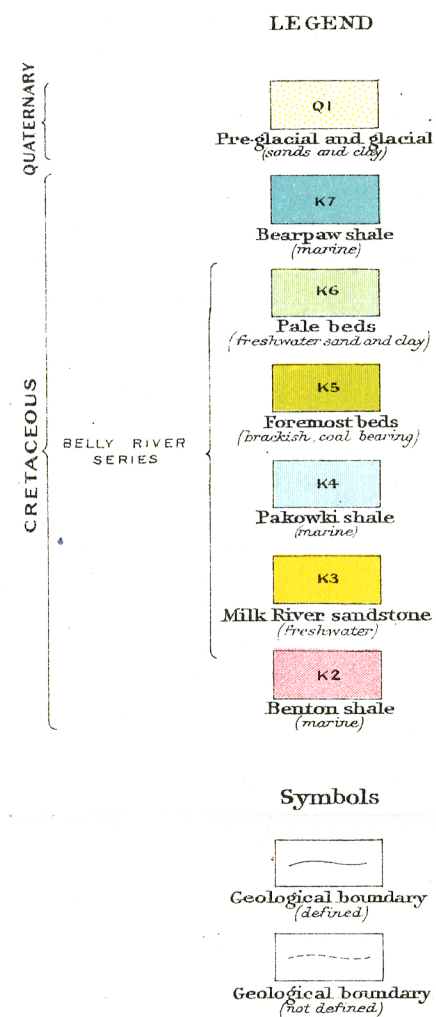 LEGEND
QUATERNARY
Q1
Pre-glacial and glacial
(sands and clay)
CRETACEOUS
K7
Bearpaw shale
(marine)
BELLY RIVER
SERIES
K6
Pale beds
(freshwater sand and clay)
K5
Foremost beds
(brackish, coal bearing)
K4
Pakowki shale
(marine)
K3
Milk River sandstone
(freshwater)
K2
Benton shale
(marine)
Symbols
Geological boundary
(defined)
Geological boundary
(not defined)